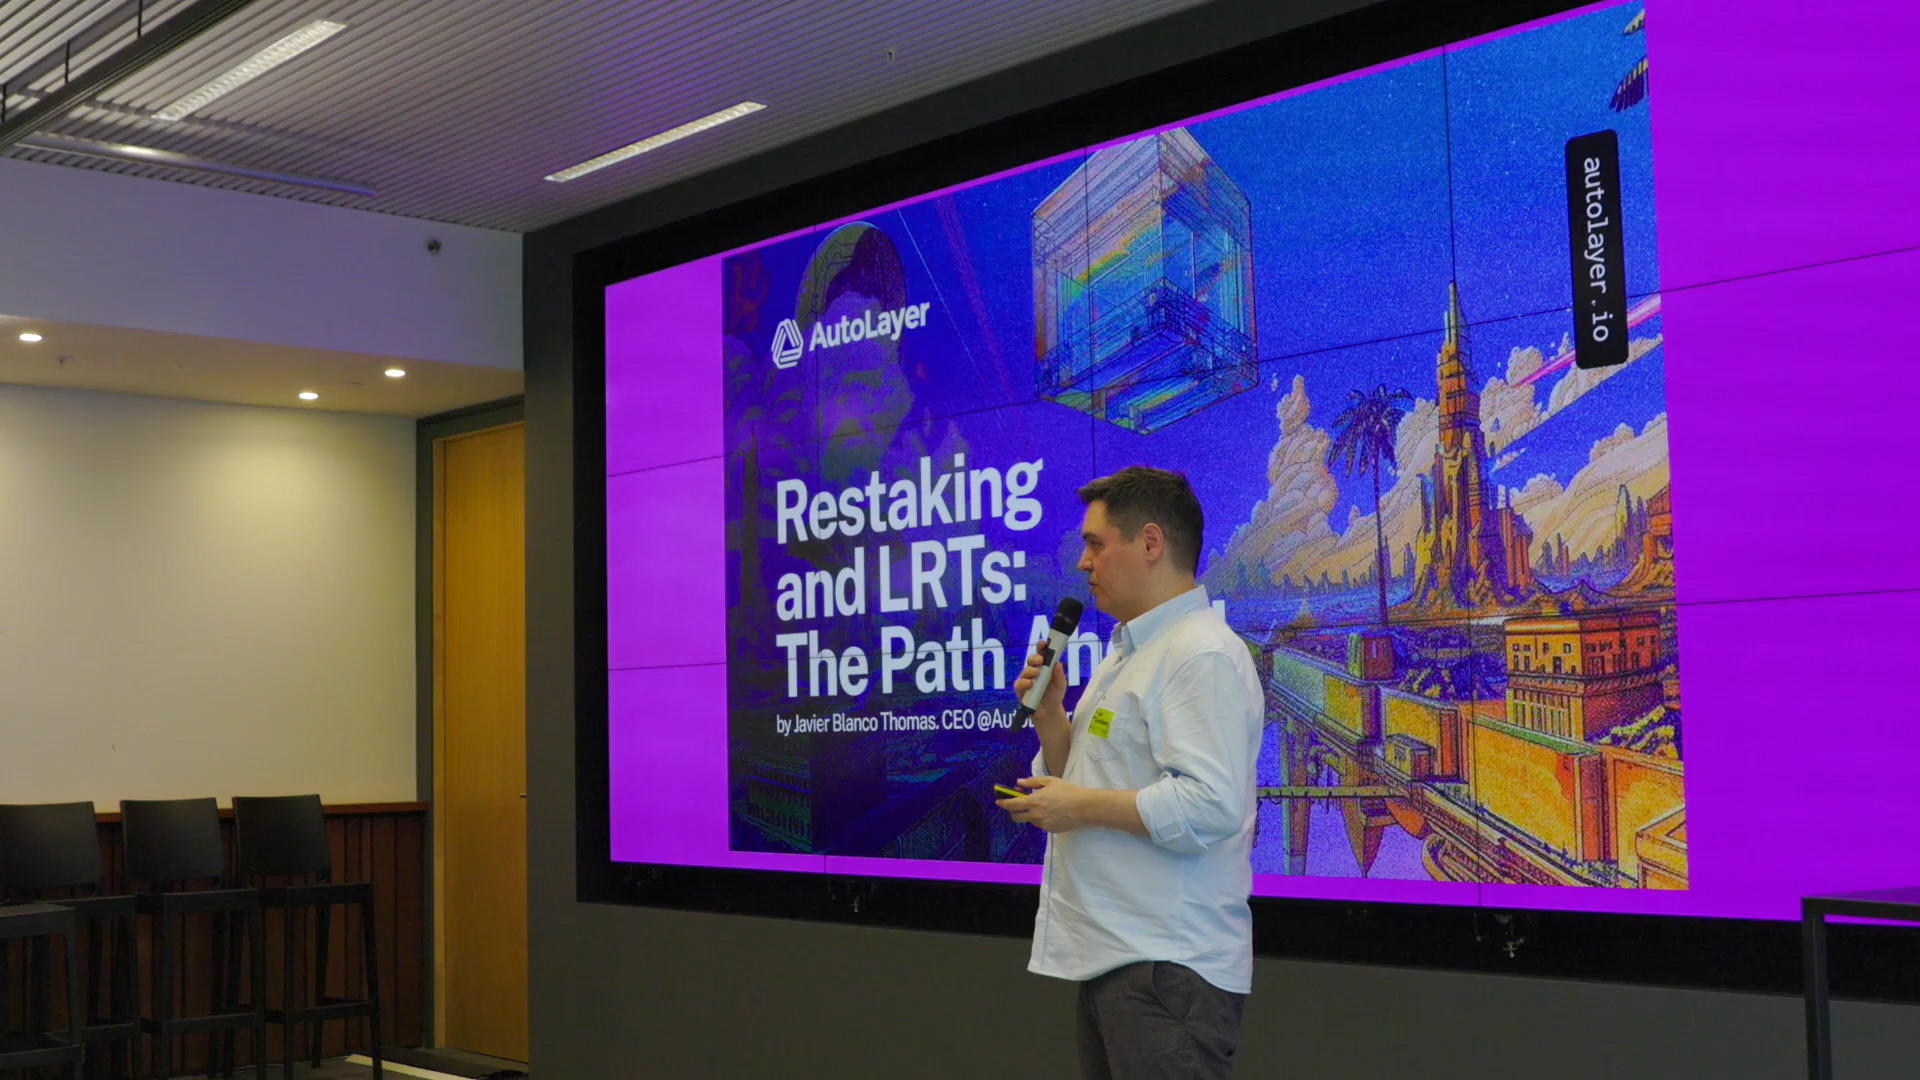 AutoLayer
autolayer.io
Restaking
and LRTs:
The Path
by Javier Blanco Thomas. CEO